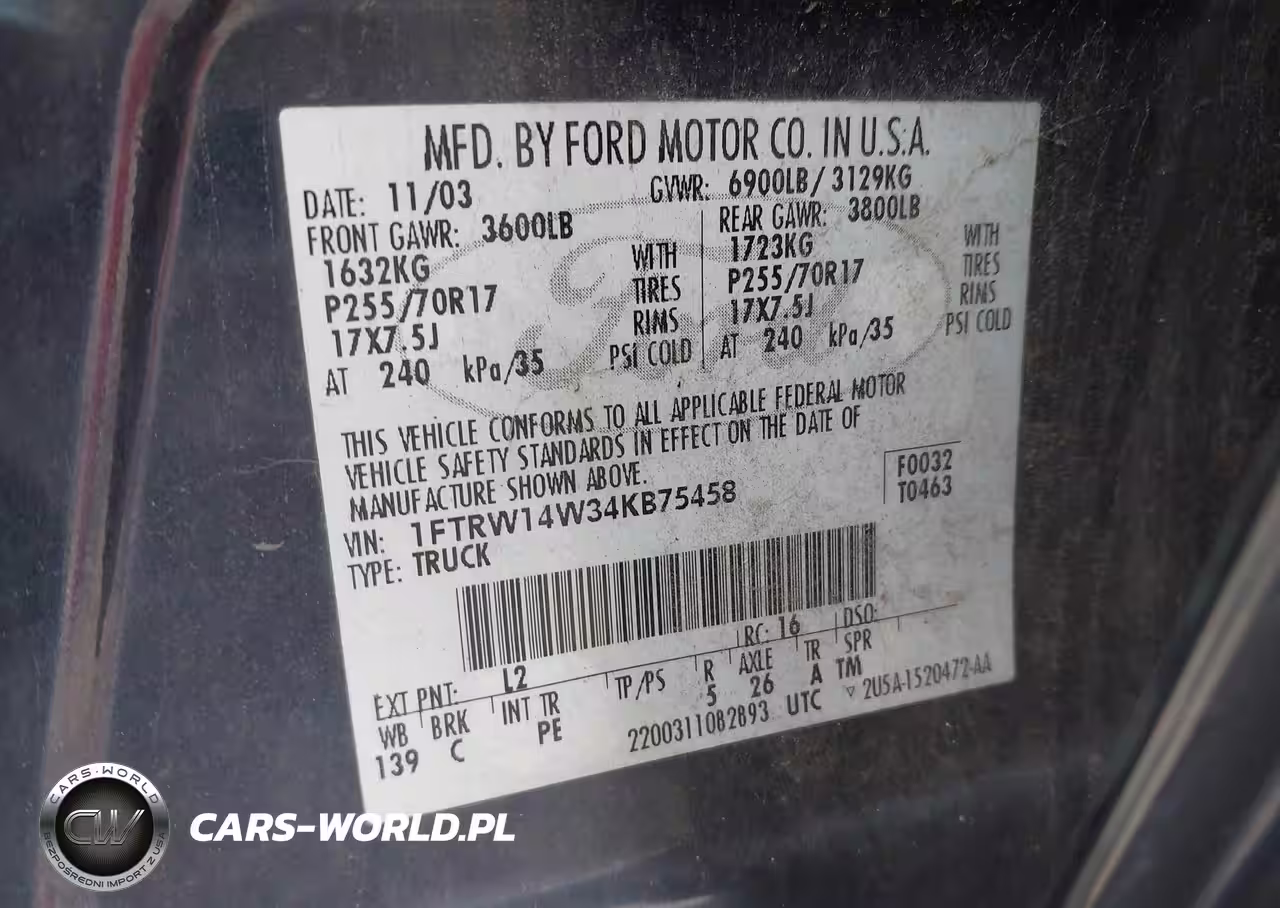 MFD. BY FORD MOTOR CO. IN U.S.A.
DATE: 11/03 GVWR: 6900LB/ 3129KG
FRONT GAWR: 3600LB REAR GAWR: 3800LB
1632KG WITH 1723KG WITH
P255/70R17 TIRES P255/70R17 TIRES
17X7.5J RIMS 17X7.5J RIMS
AT 240 kPa/35 PSI COLD AT 240 kPa/35 PSI COLD
THIS VEHICLE CONFORMS TO ALL APPLICABLE FEDERAL MOTOR
VEHICLE SAFETY STANDARDS IN EFFECT ON THE DATE OF
MANUFACTURE SHOWN ABOVE.
F0032
T0463
VIN: 1FTRW14W34KB75458
TYPE: TRUCK
EXT PNT: L2 RC: 16 DSO:
WB BRK INT TR TP/PS R AXLE TR SPR
139 C PE 5 26 A TM
2200311082893 UTC ▽ 2U5A-1520472-AA
Ford
CARS-WORLD
CW
BEZPOŚREDNI IMPORT Z USA
CARS-WORLD.PL